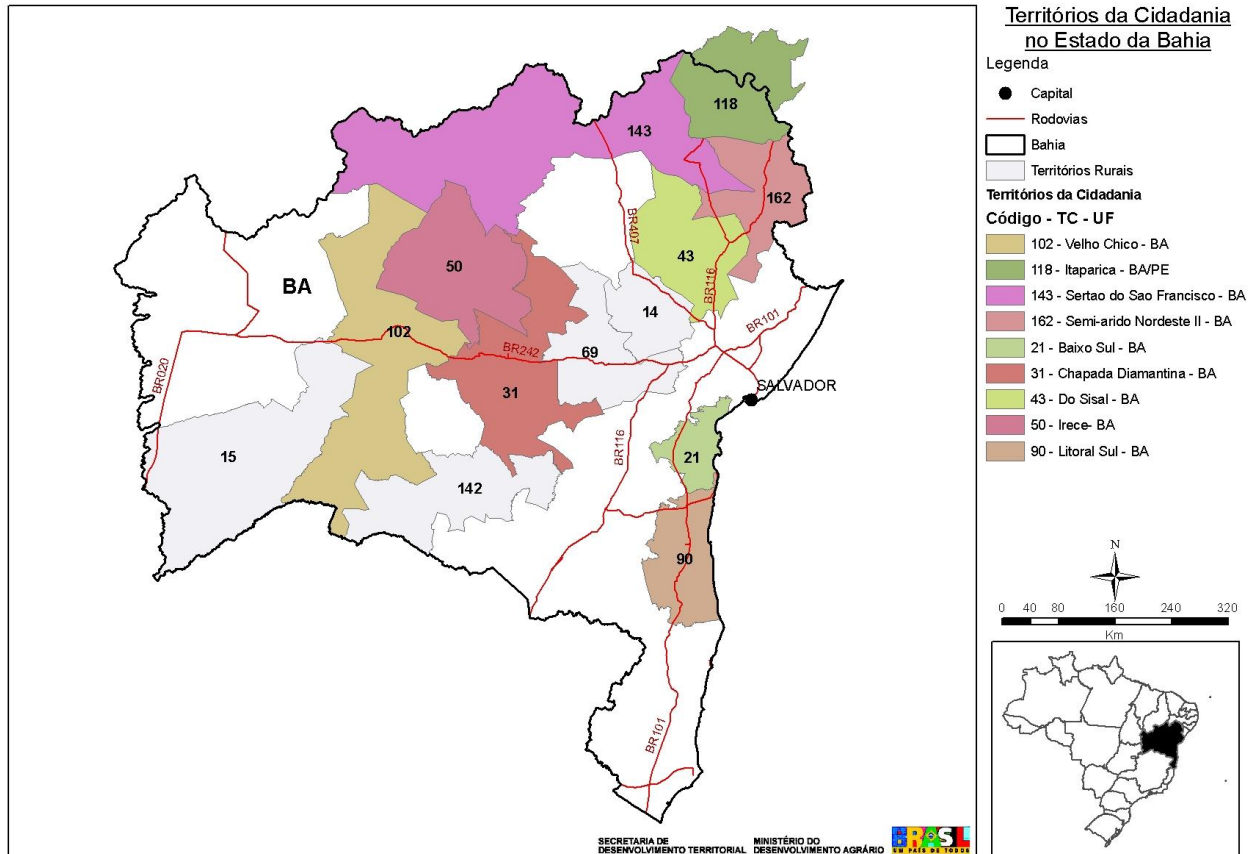 Territórios da Cidadania
no Estado da Bahia
Legenda
Capital
Rodovias
Bahia
Territórios Rurais
Territórios da Cidadania
Código - TC - UF
102 - Velho Chico - BA
118 - Itaparica - BA/PE
143 - Sertao do Sao Francisco - BA
162 - Semi-arido Nordeste II - BA
21 - Baixo Sul - BA
31 - Chapada Diamantina - BA
43 - Do Sisal - BA
50 - Irece- BA
90 - Litoral Sul - BA
118
143
162
BR407
43
BR116
50
BA
14
BR101
102
69
BR242
BR020
31
SALVADOR
BR116
15
21
142
90
BR101
N
0 40 80 160 240 320
Km
SECRETARIA DE
DESENVOLVIMENTO TERRITORIAL
MINISTÉRIO DO
DESENVOLVIMENTO AGRÁRIO
BRASIL
UM PAÍS DE TODOS